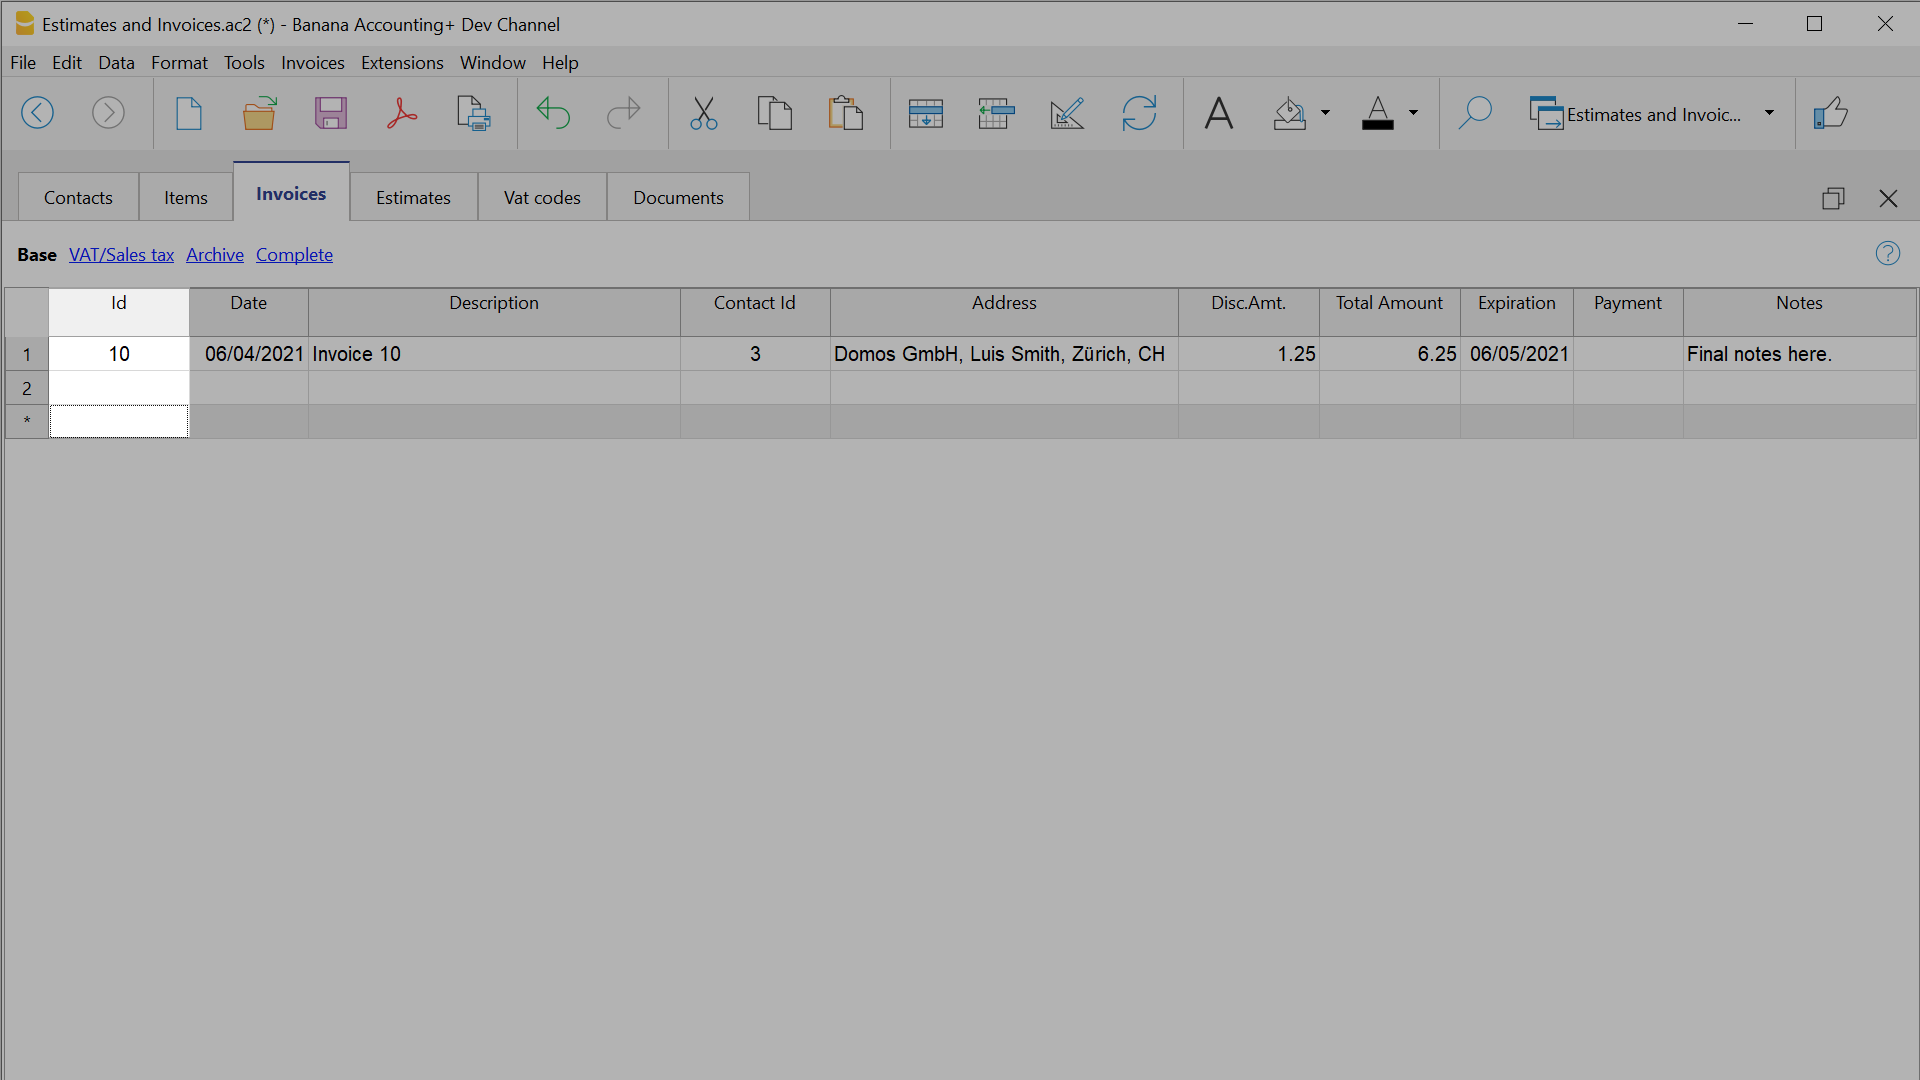 Estimates and Invoices.ac2 (*) - Banana Accounting+ Dev Channel
File Edit Data Format Tools Invoices Extensions Window Help
Estimates and Invoic...
Contacts Items Invoices Estimates Vat codes Documents
Base VAT/Sales tax Archive Complete
Id Date Description Contact Id Address Disc.Amt. Total Amount Expiration Payment Notes
1 10 06/04/2021 Invoice 10 3 Domos GmbH, Luis Smith, Zürich, CH 1.25 6.25 06/05/2021 Final notes here.
2
*